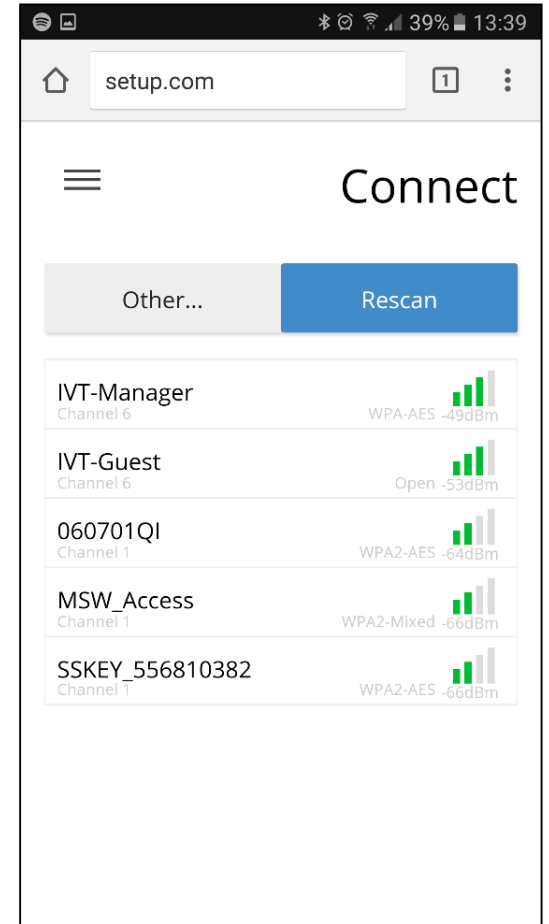 39% 13:39
setup.com 1
Connect
Other... Rescan
IVT-Manager
Channel 6 WPA-AES -49dBm
IVT-Guest
Channel 6 Open -53dBm
060701QI
Channel 1 WPA2-AES -64dBm
MSW_Access
Channel 1 WPA2-Mixed -66dBm
SSKEY_556810382
Channel 1 WPA2-AES -66dBm